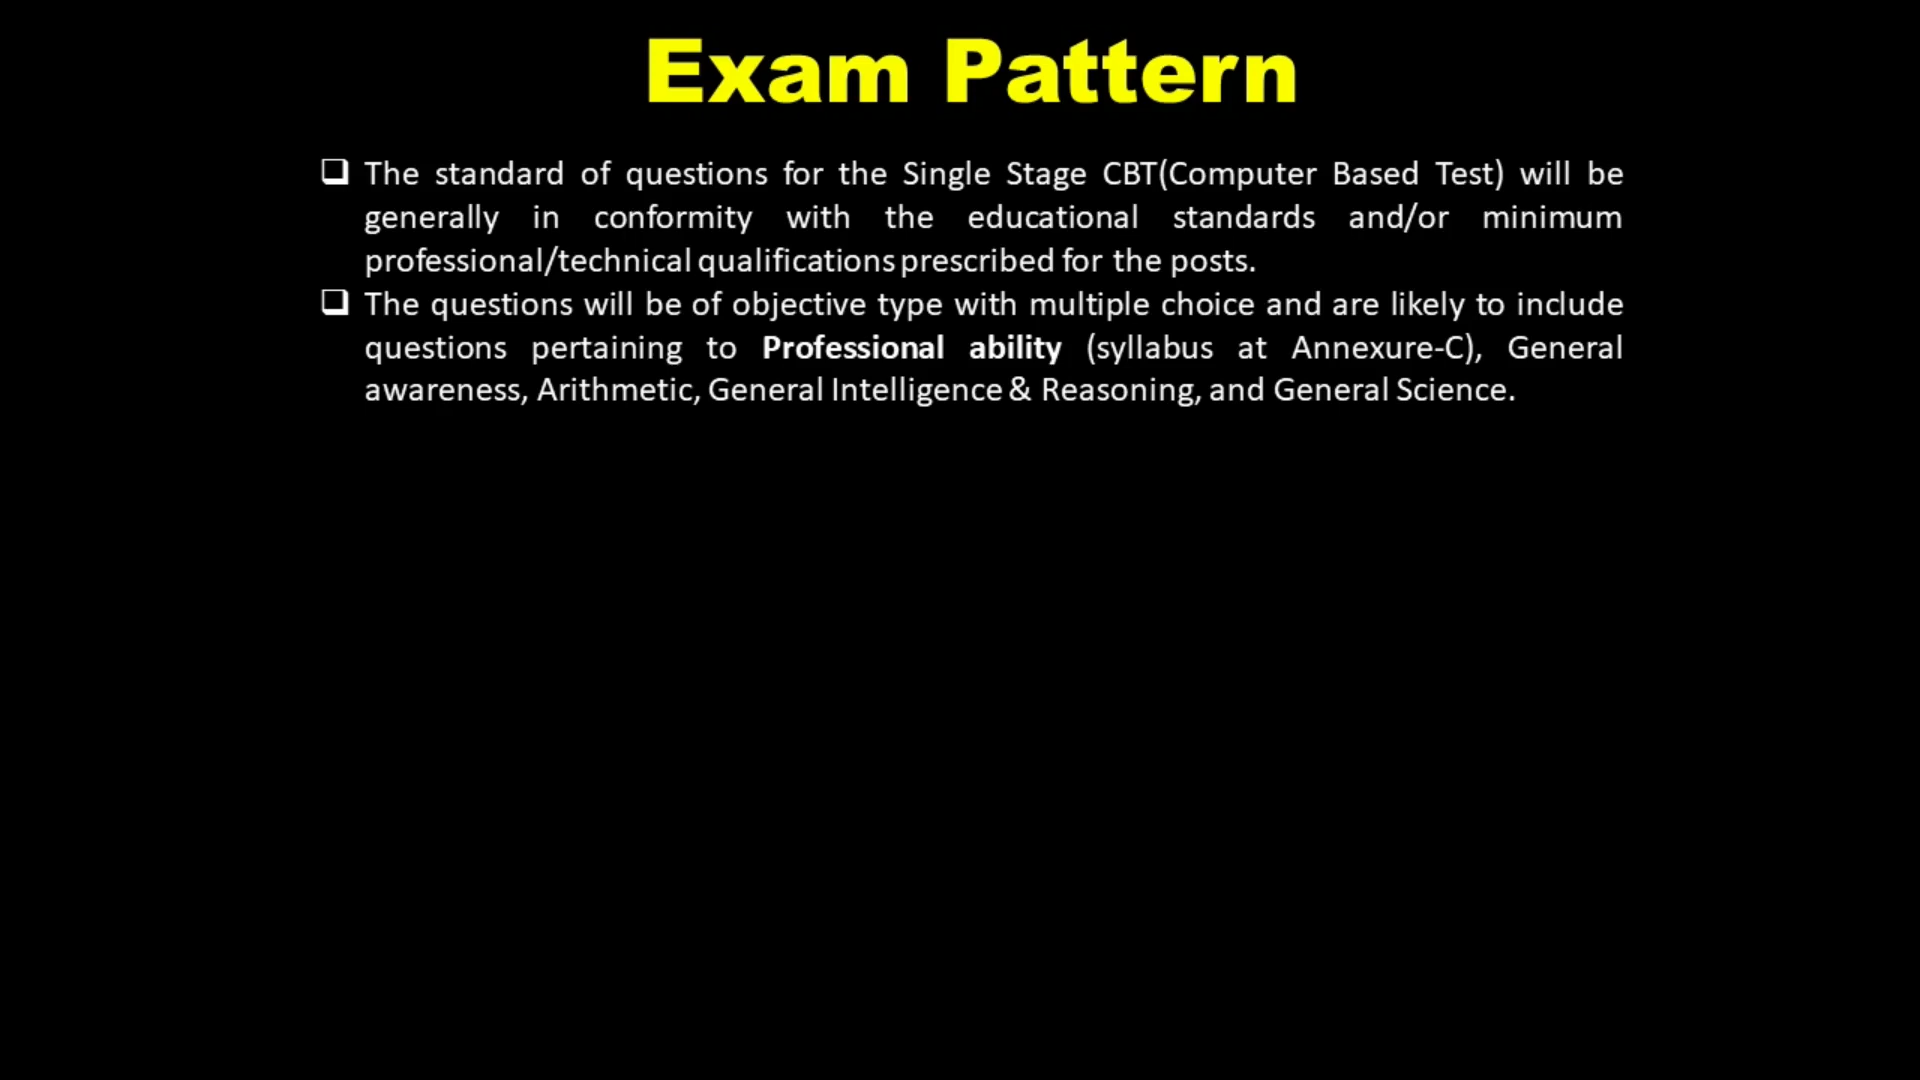 Exam Pattern
❑ The standard of questions for the Single Stage CBT(Computer Based Test) will be
generally in conformity with the educational standards and/or minimum
professional/technical qualifications prescribed for the posts.
❑ The questions will be of objective type with multiple choice and are likely to include
questions pertaining to Professional ability (syllabus at Annexure-C), General
awareness, Arithmetic, General Intelligence & Reasoning, and General Science.